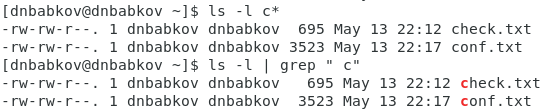 [dnbabkov@dnbabkov ~]$ ls -l c*
-rw-rw-r--. 1 dnbabkov dnbabkov  695 May 13 22:12 check.txt
-rw-rw-r--. 1 dnbabkov dnbabkov 3523 May 13 22:17 conf.txt
[dnbabkov@dnbabkov ~]$ ls -l | grep " c"
-rw-rw-r--. 1 dnbabkov dnbabkov   695 May 13 22:12 check.txt
-rw-rw-r--. 1 dnbabkov dnbabkov  3523 May 13 22:17 conf.txt